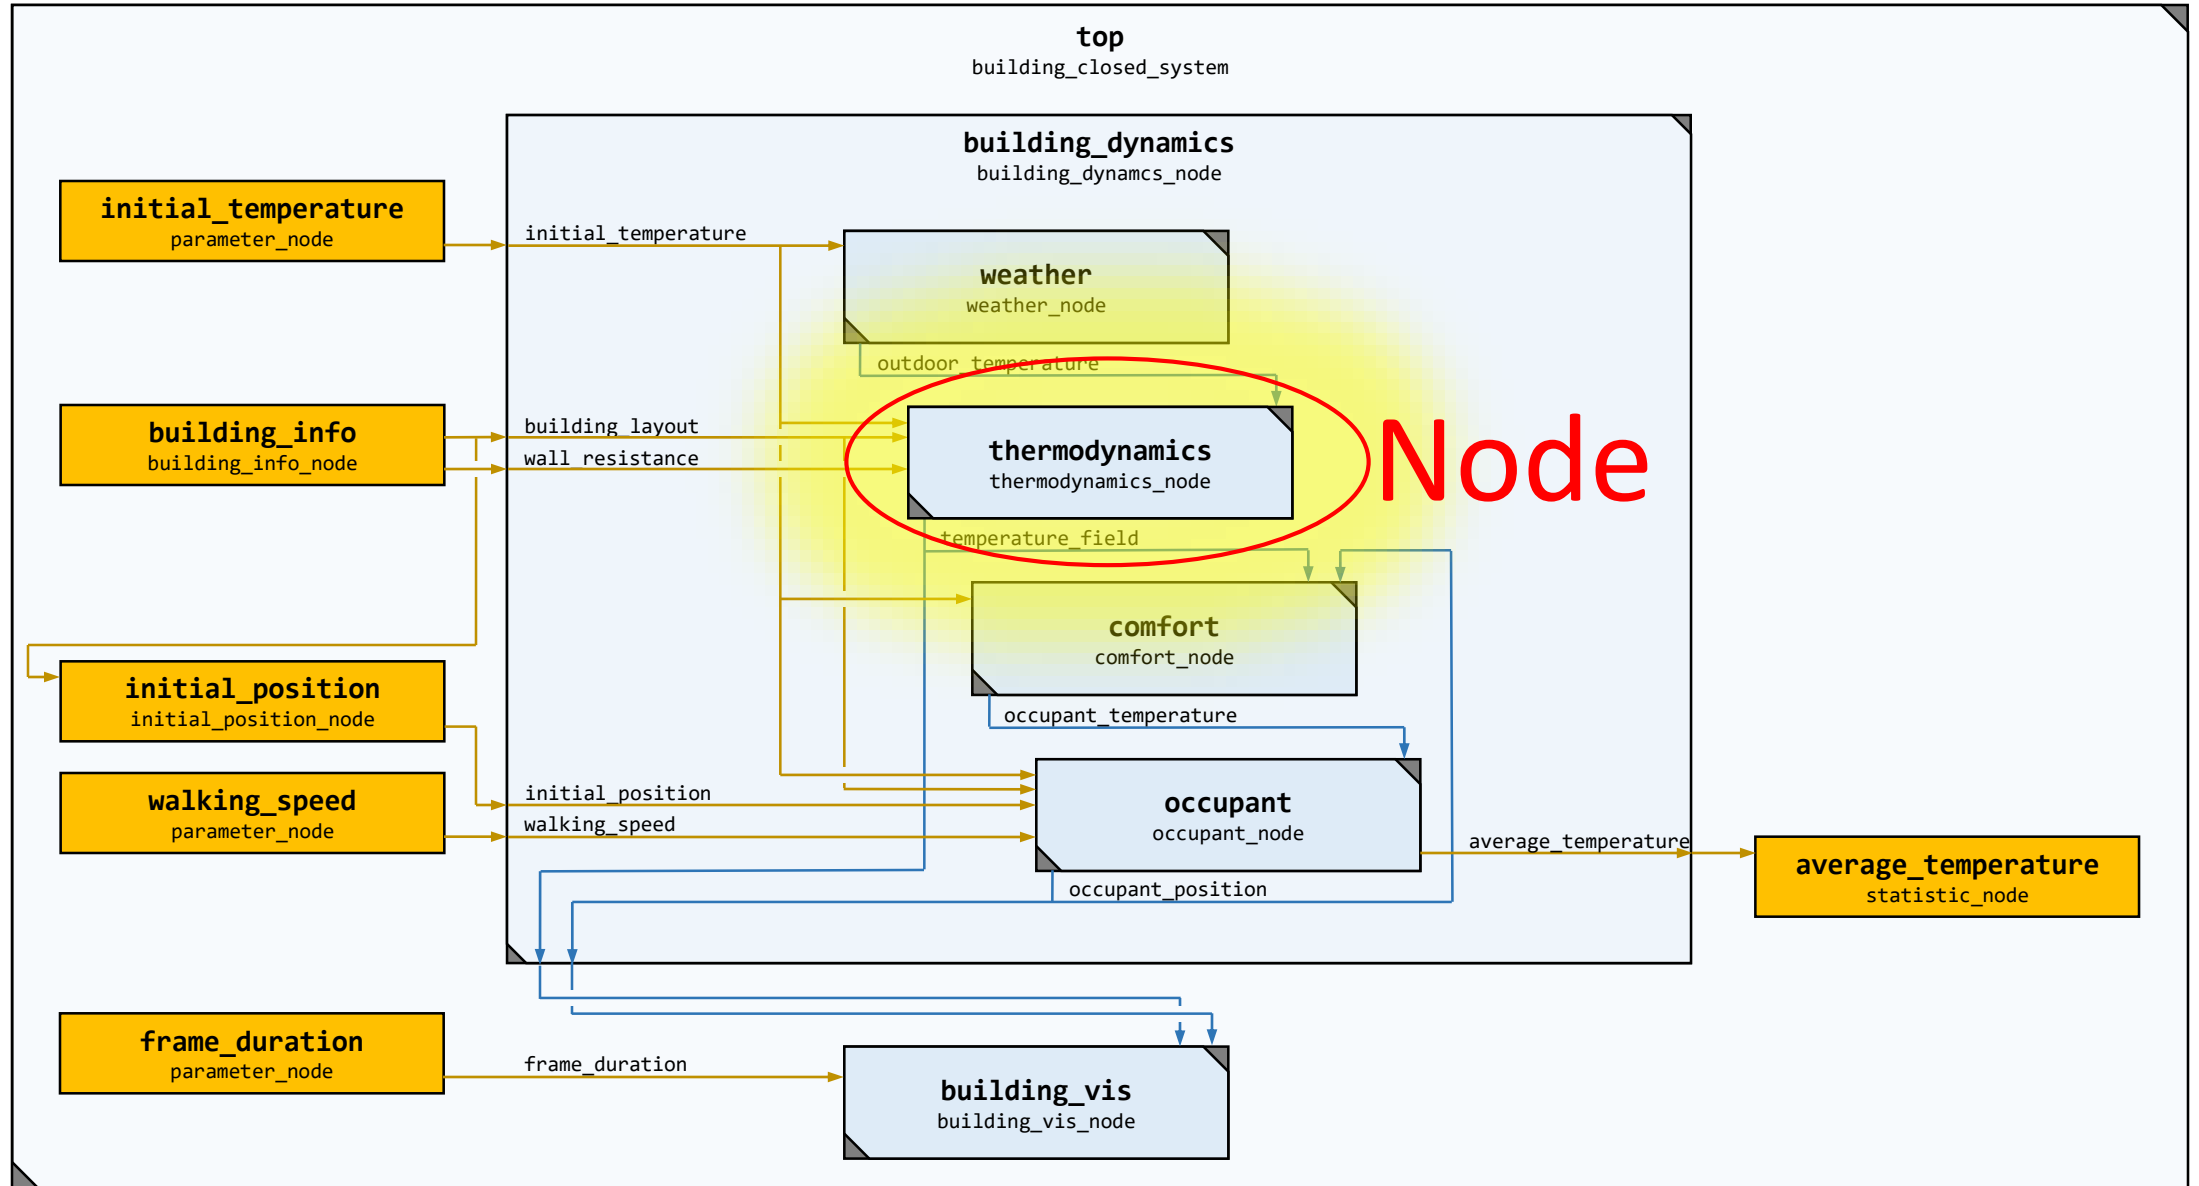 top
building_closed_system
building_dynamics
building_dynamcs_node
initial_temperature
parameter_node
initial_temperature
weather
weather_node
outdoor_temperature
building_info
building_info_node
building_layout
wall_resistance
thermodynamics
thermodynamics_node
Node
temperature_field
comfort
comfort_node
initial_position
initial_position_node
occupant_temperature
walking_speed
parameter_node
initial_position
walking_speed
occupant
occupant_node
average_temperature
average_temperature
statistic_node
occupant_position
frame_duration
parameter_node
frame_duration
building_vis
building_vis_node